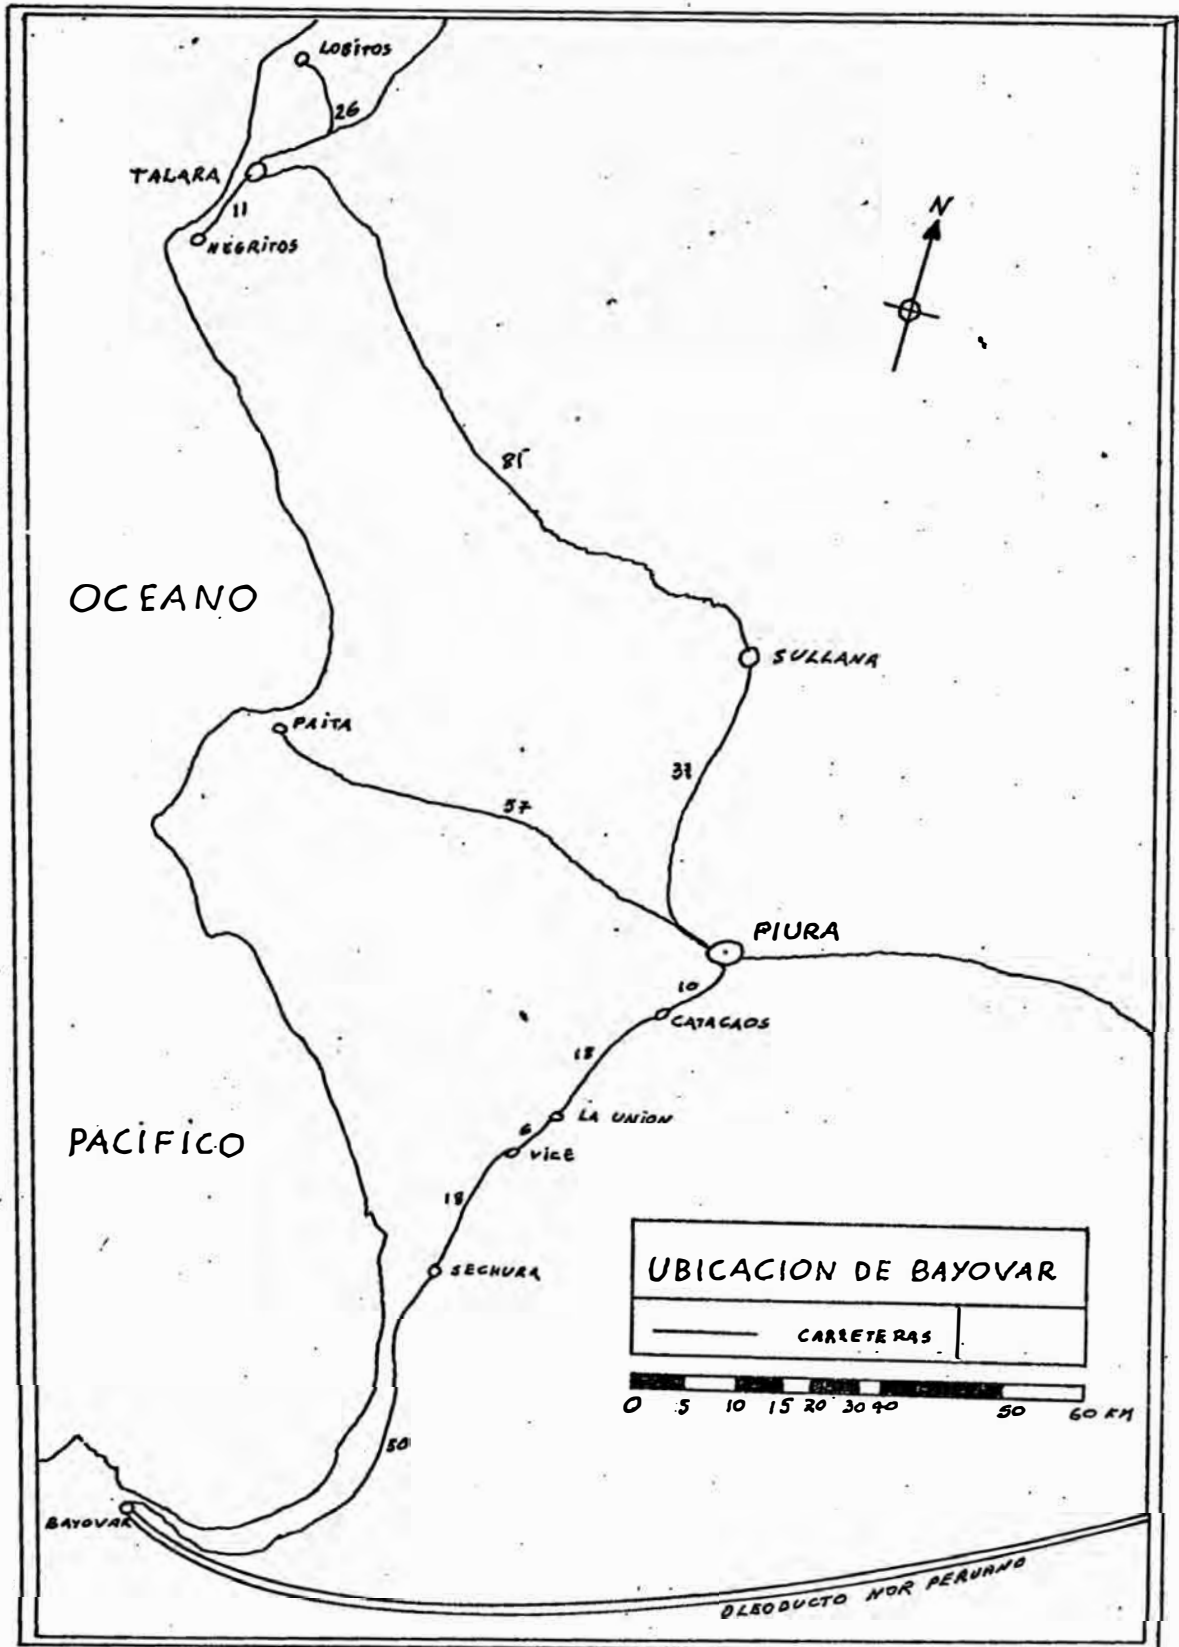 LOBITOS
26
TALARA
11
NEGRITOS
N
81
OCEANO
SULLANA
PAITA
37
57
PIURA
10
CATACAOS
18
LA UNION
6
VICE
PACIFICO
18
SECHURA
UBICACION DE BAYOVAR
CARRETERAS
0 5 10 15 20 30 40 50 60 KM
50
BAYOVAR
OLEODUCTO NOR PERUANO